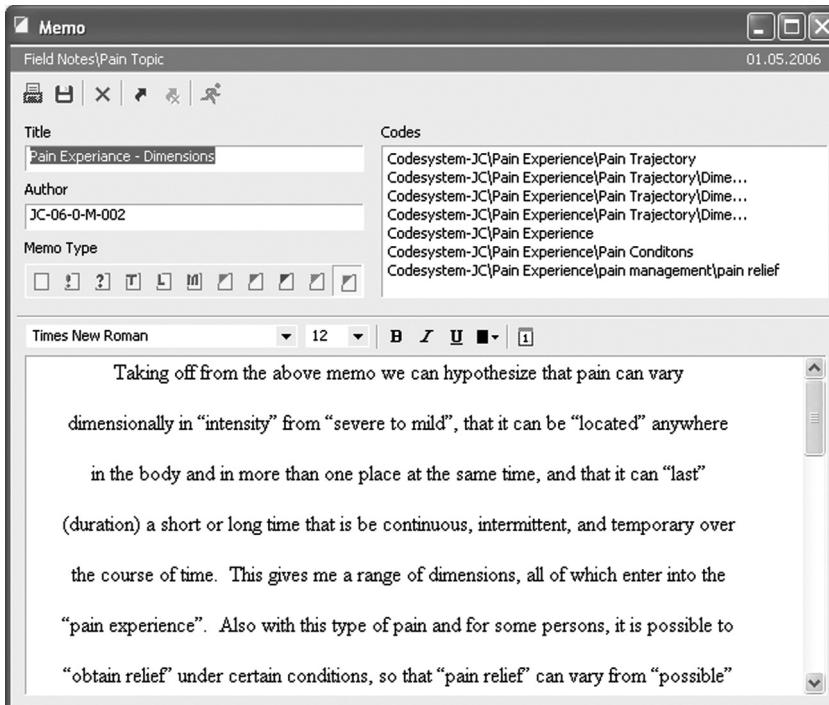 Memo
Field Notes\Pain Topic 01.05.2006
Title
Pain Experiance - Dimensions
Author
JC-06-0-M-002
Memo Type
! ? T L M
Codes
Codesystem-JC\Pain Experience\Pain Trajectory
Codesystem-JC\Pain Experience\Pain Trajectory\Dime...
Codesystem-JC\Pain Experience\Pain Trajectory\Dime...
Codesystem-JC\Pain Experience\Pain Trajectory\Dime...
Codesystem-JC\Pain Experience
Codesystem-JC\Pain Experience\Pain Conditons
Codesystem-JC\Pain Experience\pain management\pain relief
Times New Roman 12 B I U 1
Taking off from the above memo we can hypothesize that pain can vary
dimensionally in “intensity” from “severe to mild”, that it can be “located” anywhere
in the body and in more than one place at the same time, and that it can “last”
(duration) a short or long time that is be continuous, intermittent, and temporary over
the course of time. This gives me a range of dimensions, all of which enter into the
“pain experience”. Also with this type of pain and for some persons, it is possible to
“obtain relief” under certain conditions, so that “pain relief” can vary from “possible”